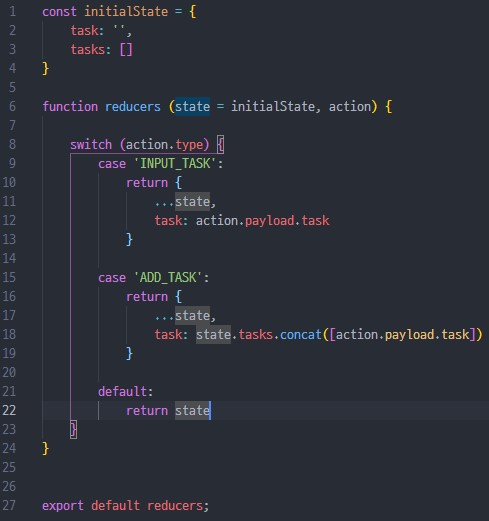 1 const initialState = {
2 task: '',
3 tasks: []
4 }
5
6 function reducers (state = initialState, action) {
7
8 switch (action.type) {
9 case 'INPUT_TASK':
10 return {
11 ...state,
12 task: action.payload.task
13 }
14
15 case 'ADD_TASK':
16 return {
17 ...state,
18 task: state.tasks.concat([action.payload.task])
19 }
20
21 default:
22 return state
23 }
24 }
25
26
27 export default reducers;